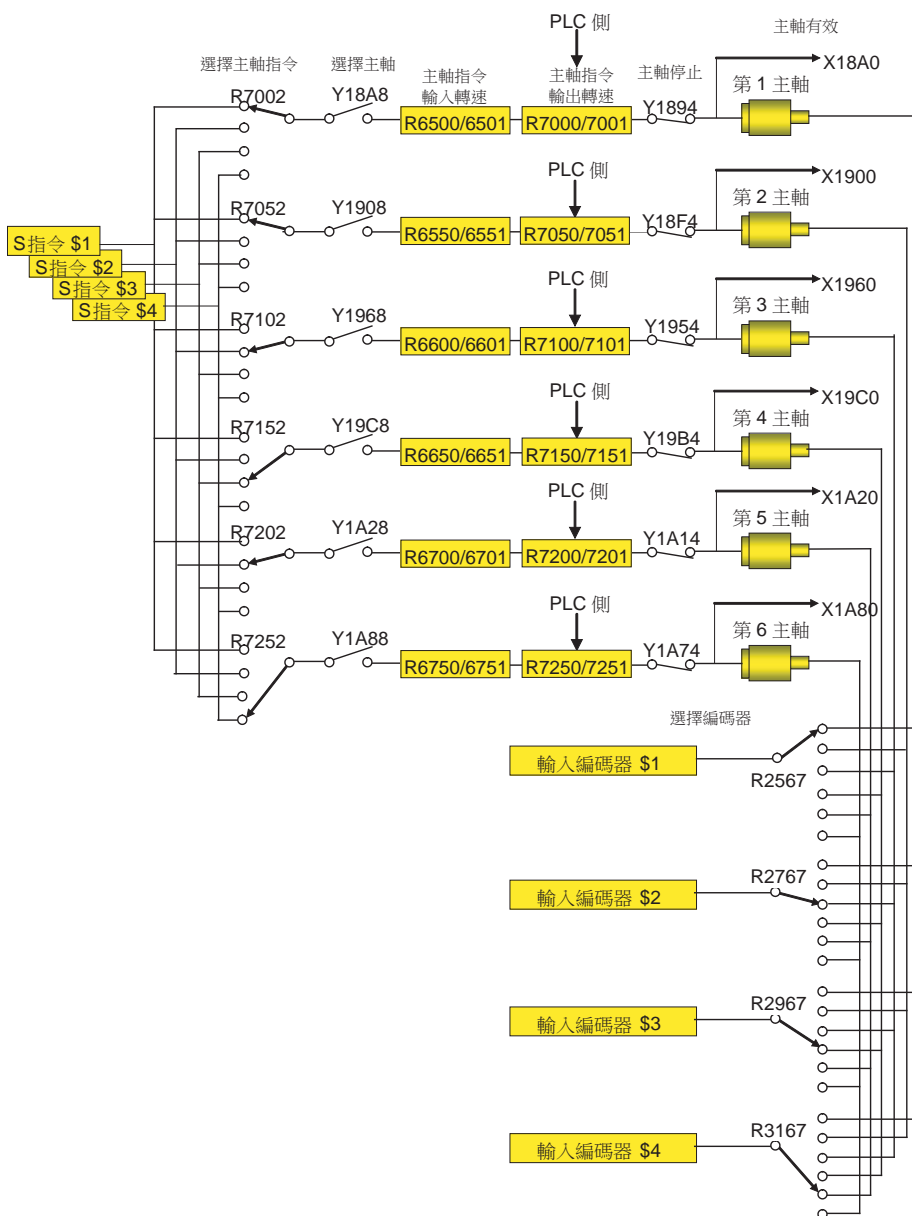 PLC 側
主軸有效
選擇主軸指令
選擇主軸
主軸指令
輸入轉速
主軸指令
輸出轉速
主軸停止
X18A0
第 1 主軸
R7002
Y18A8
R6500/6501
R7000/7001
Y1894
PLC 側
X1900
第 2 主軸
R7052
Y1908
R6550/6551
R7050/7051
Y18F4
S指令 $1
S指令 $2
S指令 $3
S指令 $4
PLC 側
X1960
第 3 主軸
R7102
Y1968
R6600/6601
R7100/7101
Y1954
PLC 側
X19C0
第 4 主軸
R7152
Y19C8
R6650/6651
R7150/7151
Y19B4
PLC 側
X1A20
第 5 主軸
R7202
Y1A28
R6700/6701
R7200/7201
Y1A14
PLC 側
X1A80
第 6 主軸
R7252
Y1A88
R6750/6751
R7250/7251
Y1A74
選擇編碼器
輸入編碼器 $1
R2567
輸入編碼器 $2
R2767
輸入編碼器 $3
R2967
輸入編碼器 $4
R3167